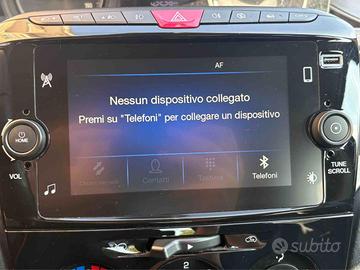 AF
Nessun dispositivo collegato
Premi su "Telefoni" per collegare un dispositivo
HOME
VOL
TUNE
SCROLL
Contatti
Tastiera
Telefoni
2
subito